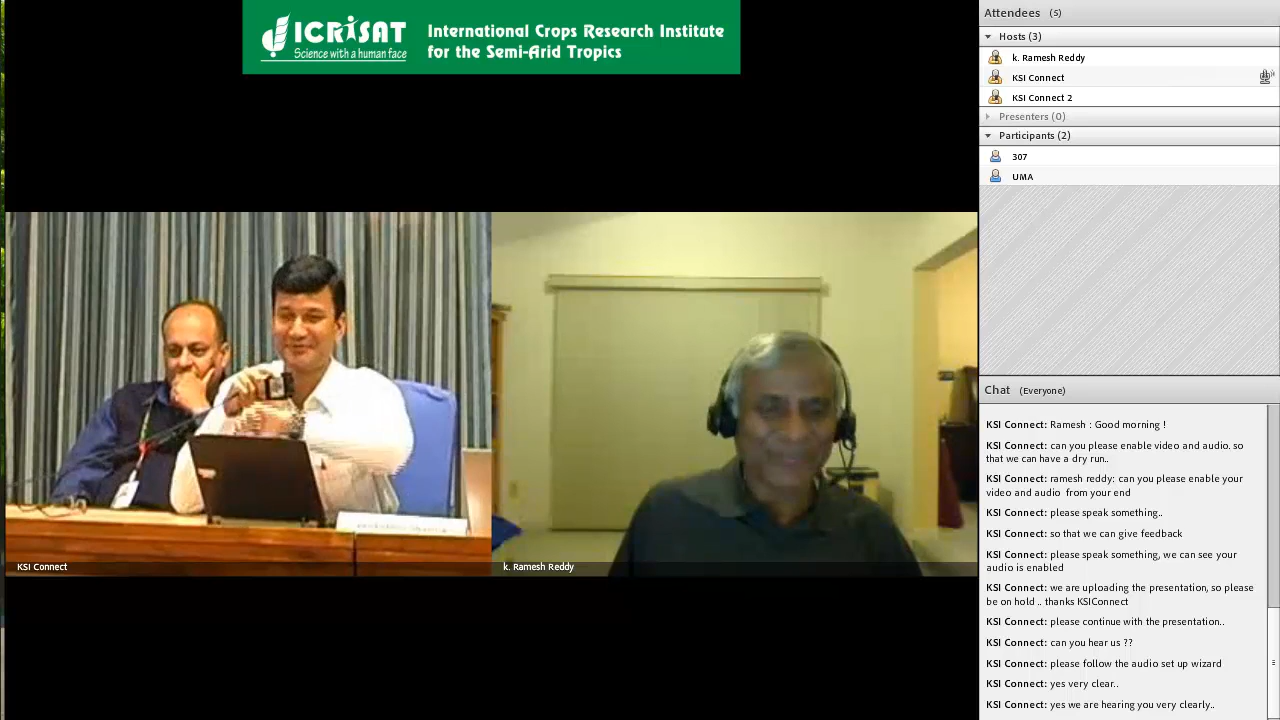 ICRISAT
Science with a human face
International Crops Research Institute
for the Semi-Arid Tropics
KSI Connect
k. Ramesh Reddy
Attendees (5)
Hosts (3)
k. Ramesh Reddy
KSI Connect
KSI Connect 2
Presenters (0)
Participants (2)
307
UMA
Chat (Everyone)
KSI Connect: Ramesh : Good morning !
KSI Connect: can you please enable video and audio. so
that we can have a dry run..
KSI Connect: ramesh reddy: can you please enable your
video and audio from your end
KSI Connect: please speak something..
KSI Connect: so that we can give feedback
KSI Connect: please speak something, we can see your
audio is enabled
KSI Connect: we are uploading the presentation, so please
be on hold .. thanks KSIConnect
KSI Connect: please continue with the presentation..
KSI Connect: can you hear us ??
KSI Connect: please follow the audio set up wizard
KSI Connect: yes very clear..
KSI Connect: yes we are hearing you very clearly..